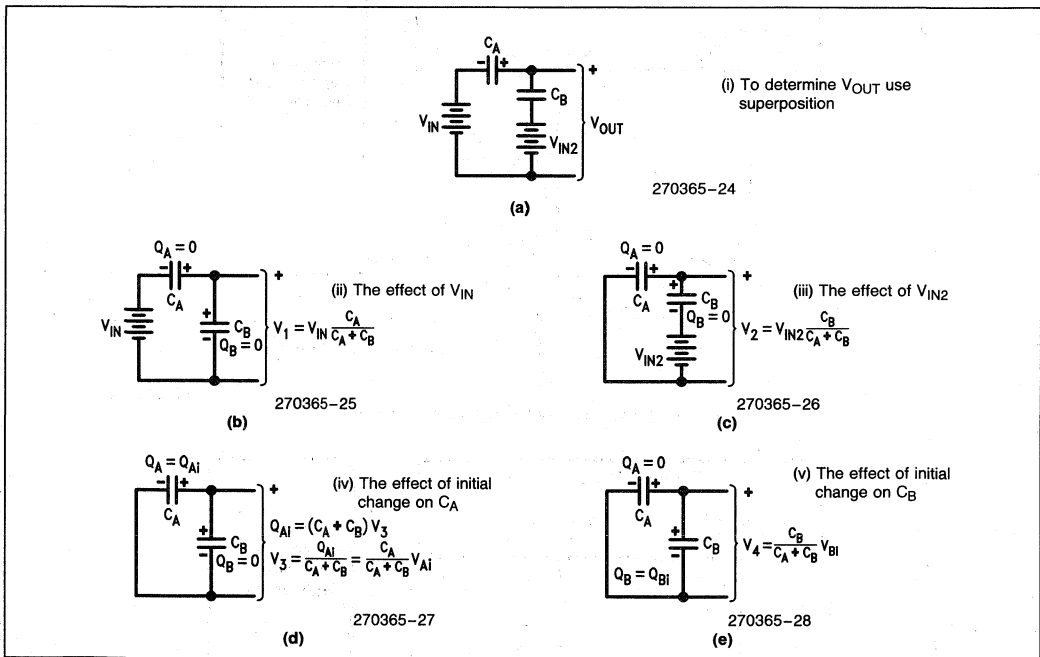 C_A
- +
+
C_B
V_IN
V_IN2
V_OUT
(i) To determine V_OUT use
superposition
270365–24
(a)
Q_A = 0
- +
C_A
+
V_IN
+
C_B
Q_B = 0
-
V_1 = V_IN C_A / (C_A + C_B)
(ii) The effect of V_IN
270365–25
(b)
Q_A = 0
- +
C_A
+
+
C_B
-
Q_B = 0
V_IN2
V_2 = V_IN2 C_B / (C_A + C_B)
(iii) The effect of V_IN2
270365–26
(c)
Q_A = Q_Ai
- +
C_A
+
+
C_B
-
Q_B = 0
(iv) The effect of initial
change on C_A
Q_Ai = (C_A + C_B) V_3
V_3 = Q_Ai / (C_A + C_B) = C_A / (C_A + C_B) V_Ai
270365–27
(d)
Q_A = 0
- +
C_A
+
+
C_B
-
Q_B = Q_Bi
V_4 = C_B / (C_A + C_B) V_BI
(v) The effect of initial
change on C_B
270365–28
(e)